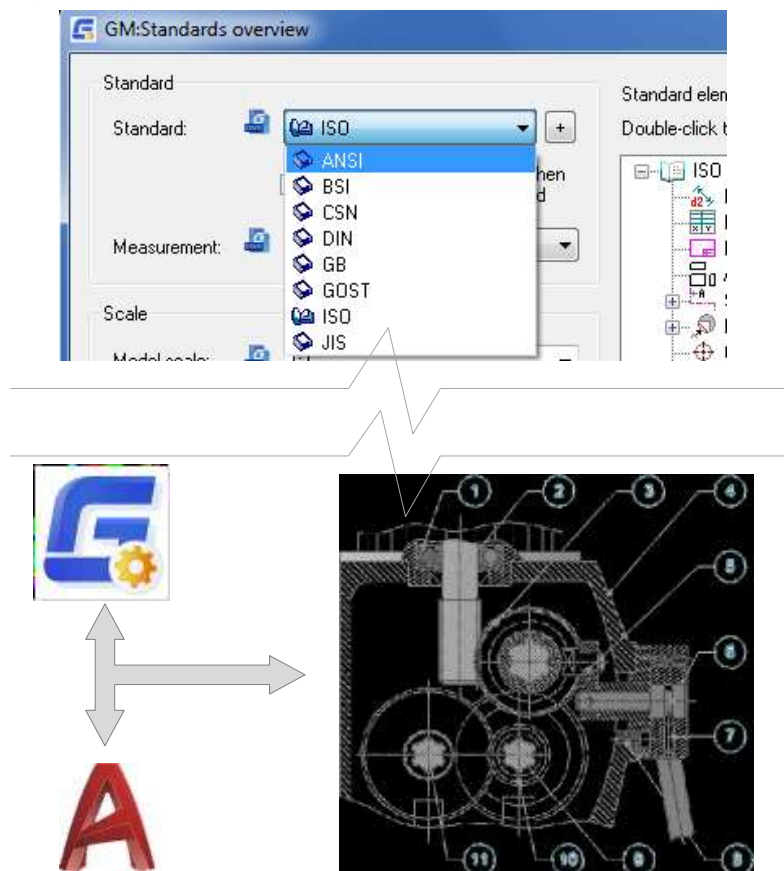 GM:Standards overview
Standard
Standard elen
Standard: ISO +
Double-click t
ANSI
hen
ISO
BSI
d
CSN
Measurement:
DIN
GB
GOST
Scale
ISO
JIS
1 2 3 4
5
6
7
11 10 9 8